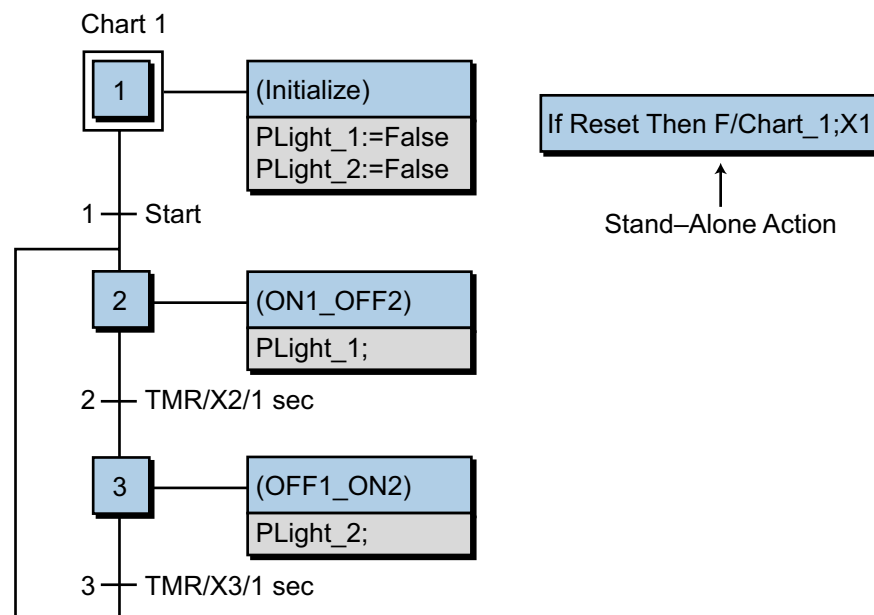 Chart 1
1
(Initialize)
PLight_1:=False
PLight_2:=False
If Reset Then F/Chart_1;X1
Stand–Alone Action
1
Start
2
(ON1_OFF2)
PLight_1;
2
TMR/X2/1 sec
3
(OFF1_ON2)
PLight_2;
3
TMR/X3/1 sec